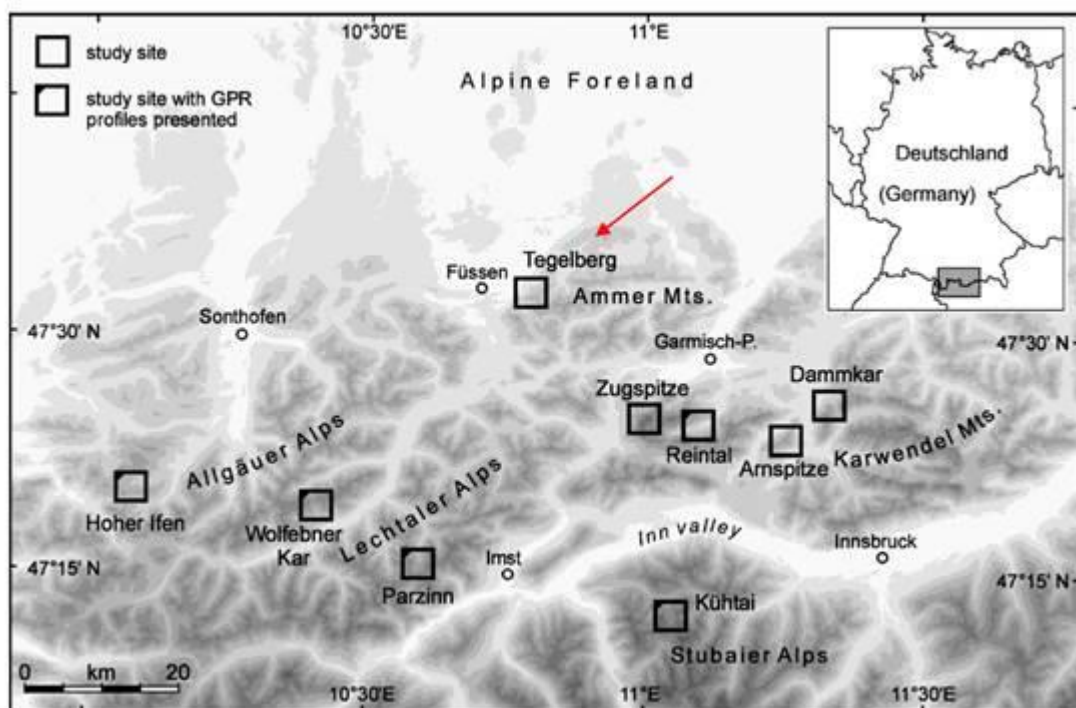 10°30'E
11°E
study site
study site with GPR
profiles presented
Alpine Foreland
Deutschland
(Germany)
Tegelberg
Füssen
Ammer Mts.
Sonthofen
47°30' N
47°30' N
Garmisch-P.
Zugspitze
Dammkar
Reintal
Arnspitze
Karwendel Mts.
Allgäuer Alps
Hoher Ifen
Wolfebner
Kar
Lechtaler Alps
Inn valley
Imst
Innsbruck
47°15' N
47°15' N
Parzinn
Kühtai
Stubaier Alps
0 km 20
10°30'E
11°E
11°30'E